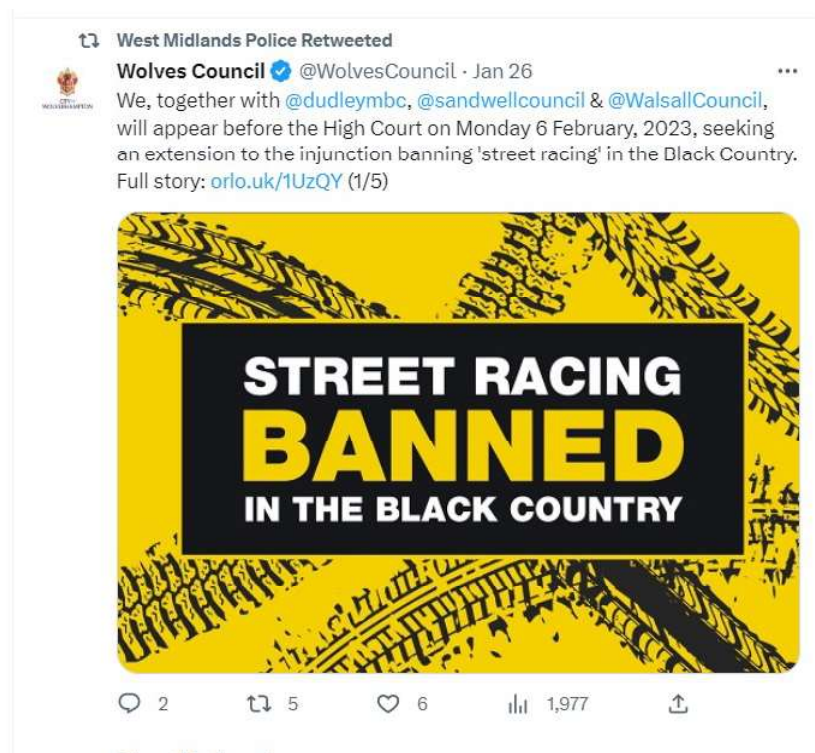 West Midlands Police Retweeted
Wolves Council @WolvesCouncil · Jan 26
CITY OF
WOLVERHAMPTON
We, together with @dudleymbc, @sandwellcouncil & @WalsallCouncil,
will appear before the High Court on Monday 6 February, 2023, seeking
an extension to the injunction banning 'street racing' in the Black Country.
Full story: orlo.uk/1UzQY (1/5)
STREET RACING
BANNED
IN THE BLACK COUNTRY
2 5 6 1,977